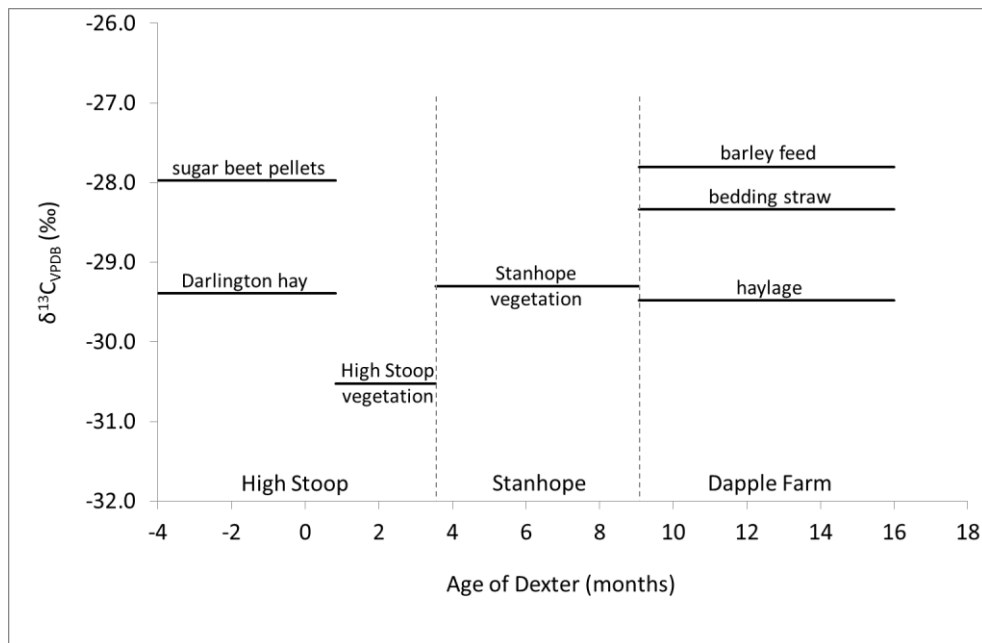 -26.0
-27.0
-28.0
-29.0
-30.0
-31.0
-32.0
δ¹³C_VPDB (‰)
sugar beet pellets
Darlington hay
High Stoop
vegetation
Stanhope
vegetation
barley feed
bedding straw
haylage
High Stoop
Stanhope
Dapple Farm
-4 -2 0 2 4 6 8 10 12 14 16 18
Age of Dexter (months)